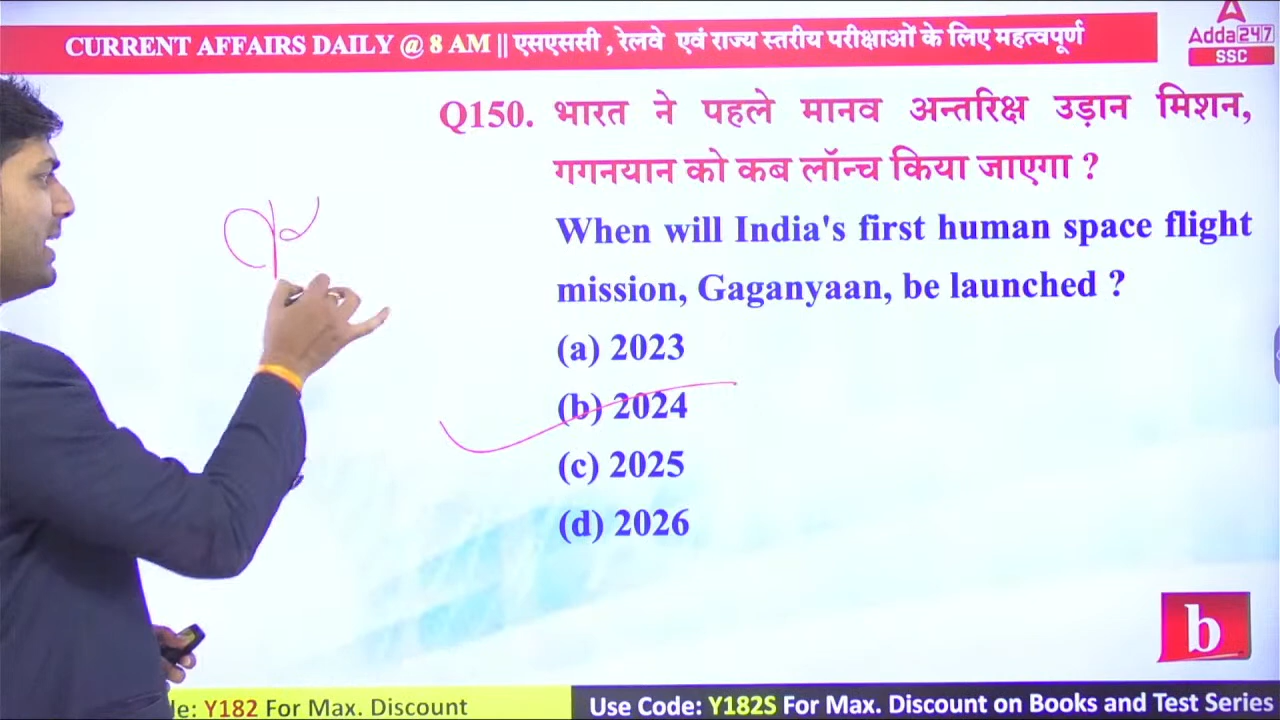 CURRENT AFFAIRS DAILY @ 8 AM || एसएससी , रेलवे एवं राज्य स्तरीय परीक्षाओं के लिए महत्वपूर्ण
Adda247
SSC
Q150. भारत ने पहले मानव अन्तरिक्ष उड़ान मिशन,
गगनयान को कब लॉन्च किया जाएगा ?
When will India's first human space flight
mission, Gaganyaan, be launched ?
(a) 2023
(b) 2024
(c) 2025
(d) 2026
b
Y182 For Max. Discount
Use Code: Y182S For Max. Discount on Books and Test Series